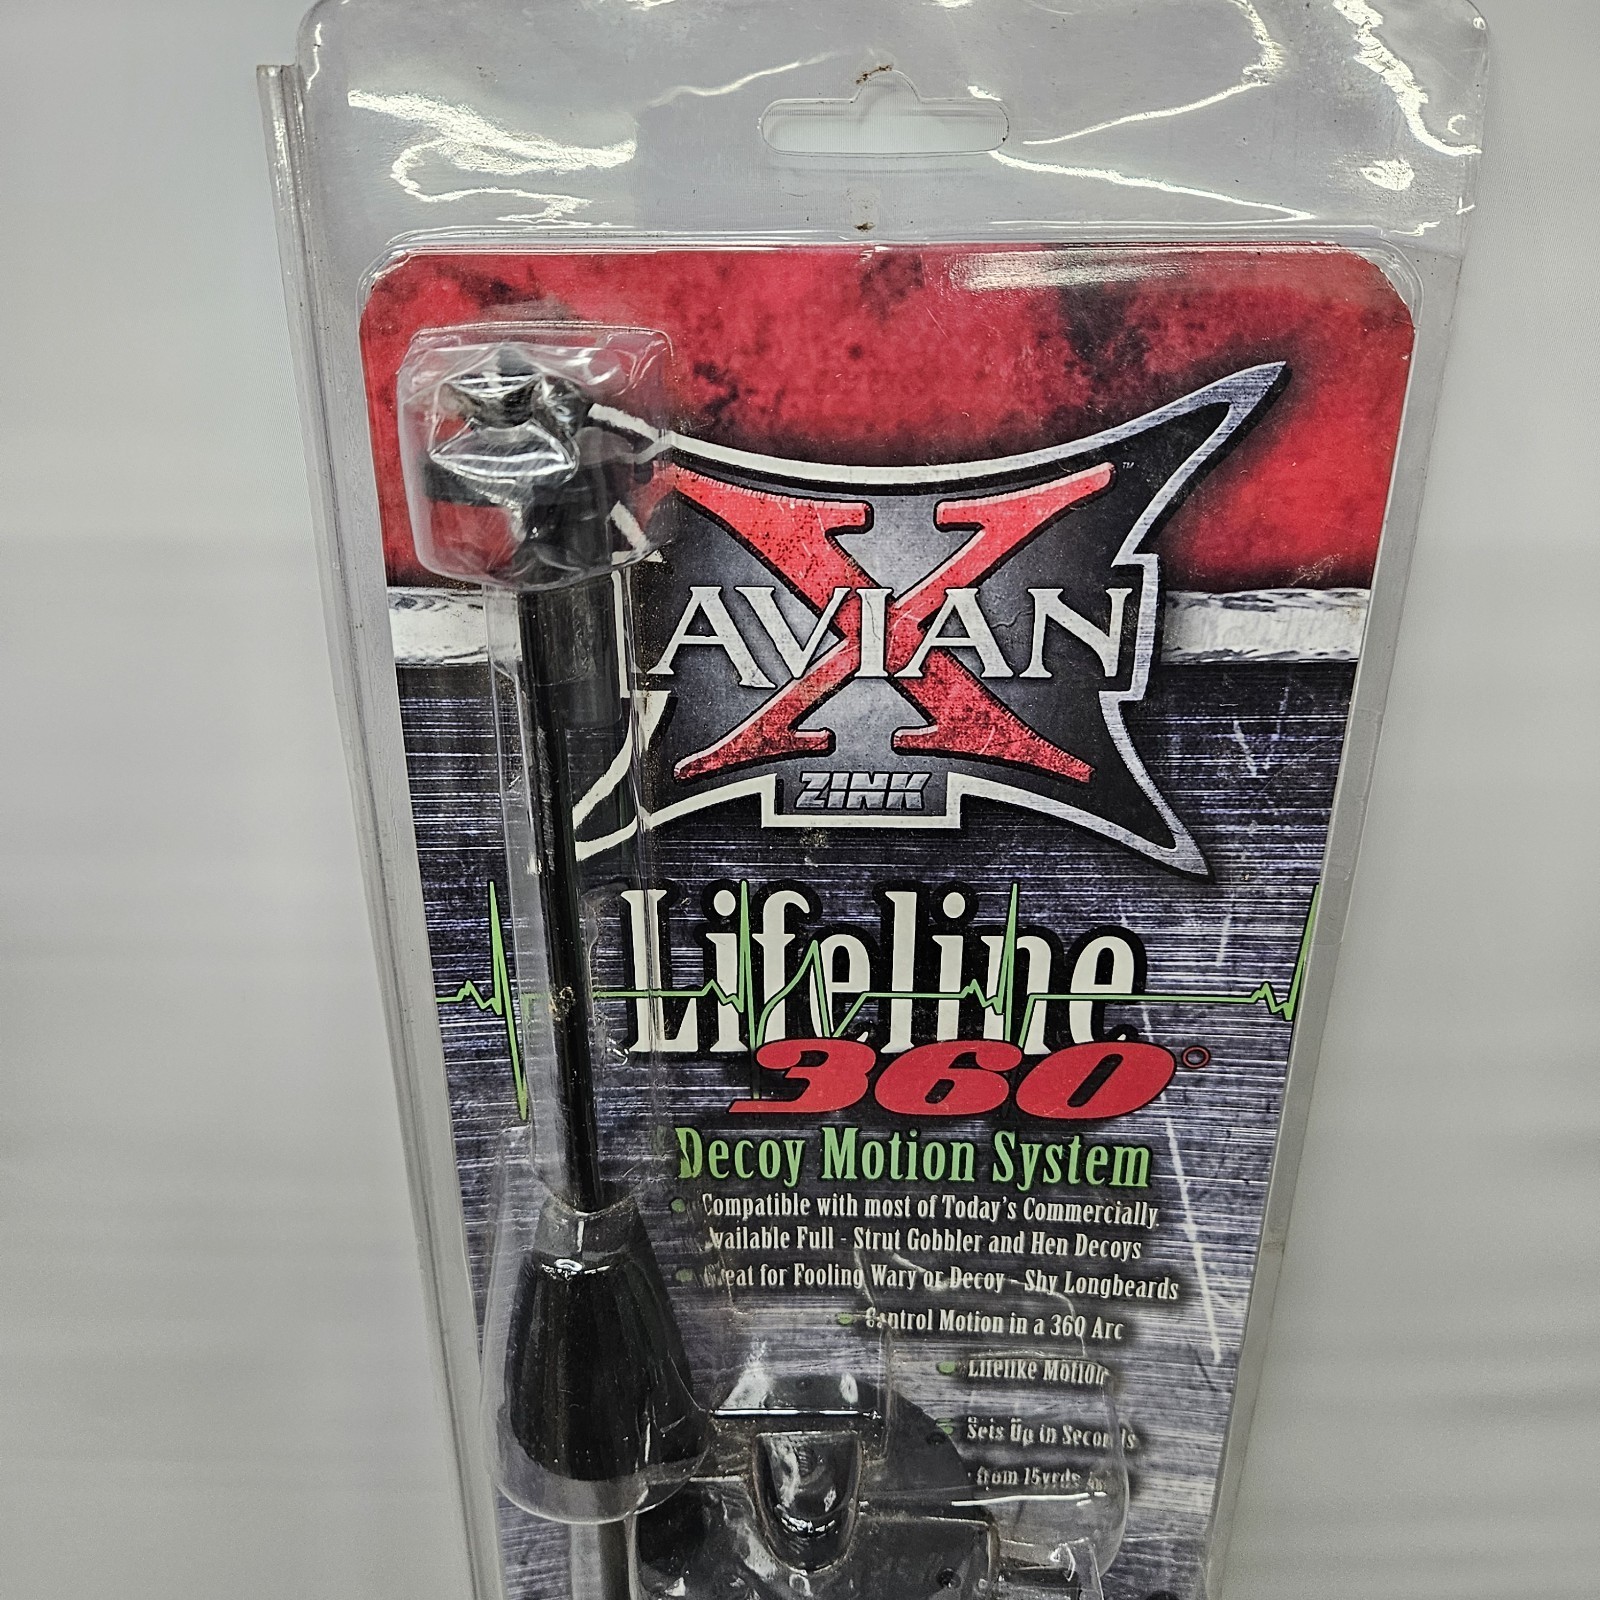 X
AVIAN
™
ZINK
Lifeline
360°
Decoy Motion System
Compatible with most of Today's Commercially
Available Full - Strut Gobbler and Hen Decoys
Great for Fooling Wary or Decoy - Shy Longbeards
Control Motion in a 360 Arc
Lifelike Motion
Sets Up in Seconds
from 15yrds